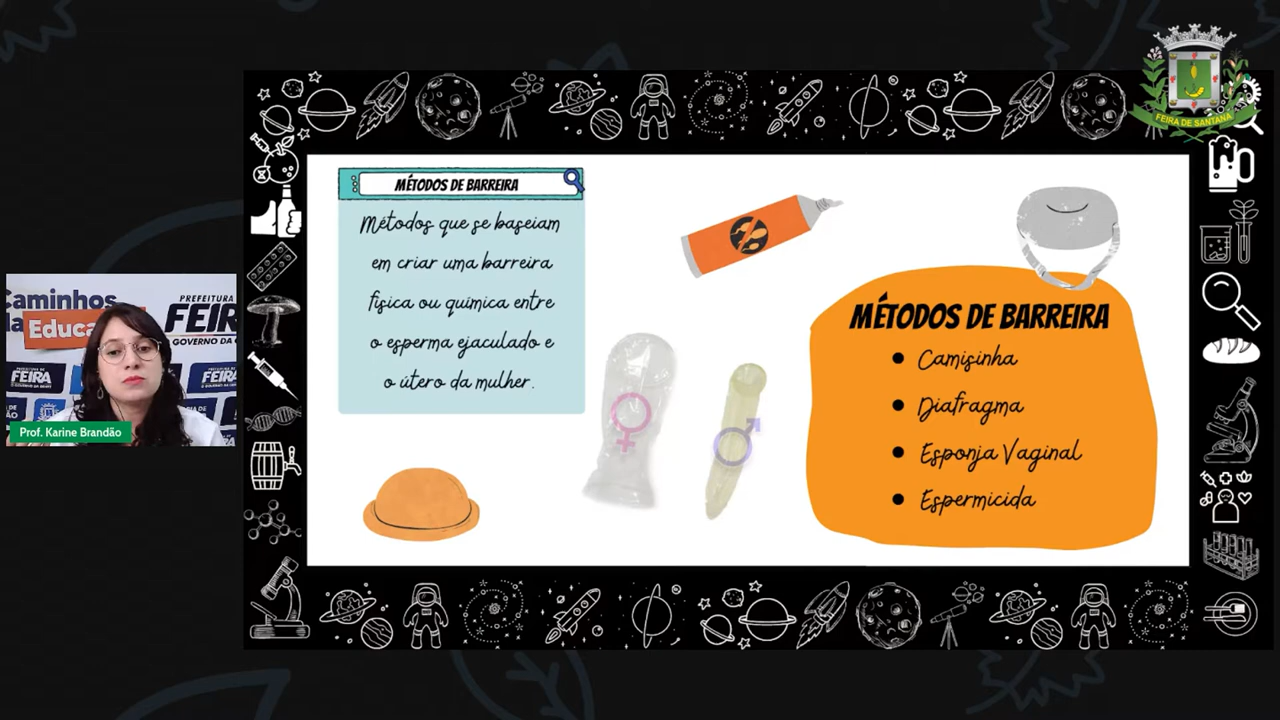 FEIRA DE SANTANA
MÉTODOS DE BARREIRA
Métodos que se baseiam
em criar uma barreira
física ou química entre
o esperma ejaculado e
o útero da mulher.
MÉTODOS DE BARREIRA
• Camisinha
• Diafragma
• Esponja Vaginal
• Espermicida
Caminhos
da
Educa
PREFEITURA
FEIRA
GOVERNO DA
FEIRA
FEIRA
Prof. Karine Brandão